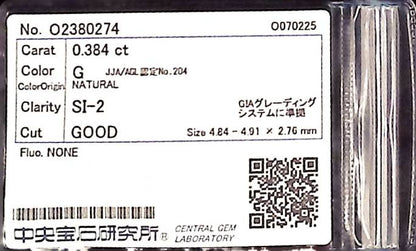 No. O2380274 O070225
Carat 0.384 ct
Color G JJA/AGL認定No.204
ColorOrigin NATURAL
Clarity SI-2 GIAグレーディング
システムに準拠
Cut GOOD Size 4.84 - 4.91 × 2.76 mm
Fluo. NONE
中央宝石研究所® CENTRAL GEM
LABORATORY